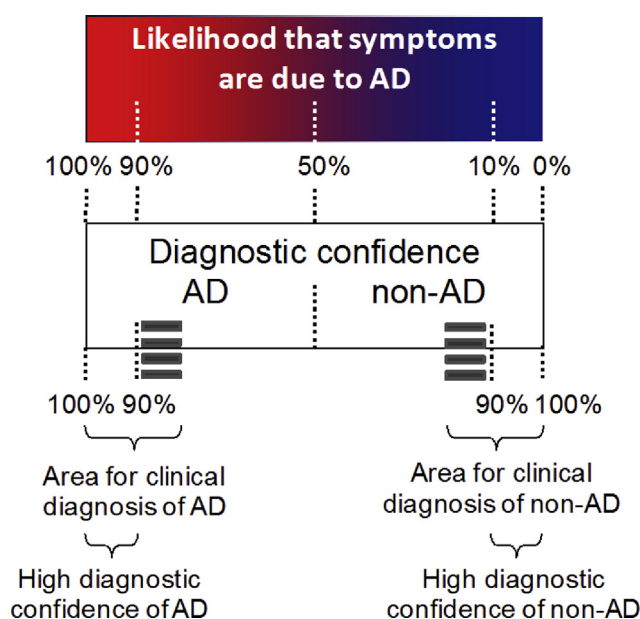 Likelihood that symptoms
are due to AD
100% 90% 50% 10% 0%
Diagnostic confidence
AD non-AD
100% 90% 90% 100%
Area for clinical
diagnosis of AD
Area for clinical
diagnosis of non-AD
High diagnostic
confidence of AD
High diagnostic
confidence of non-AD